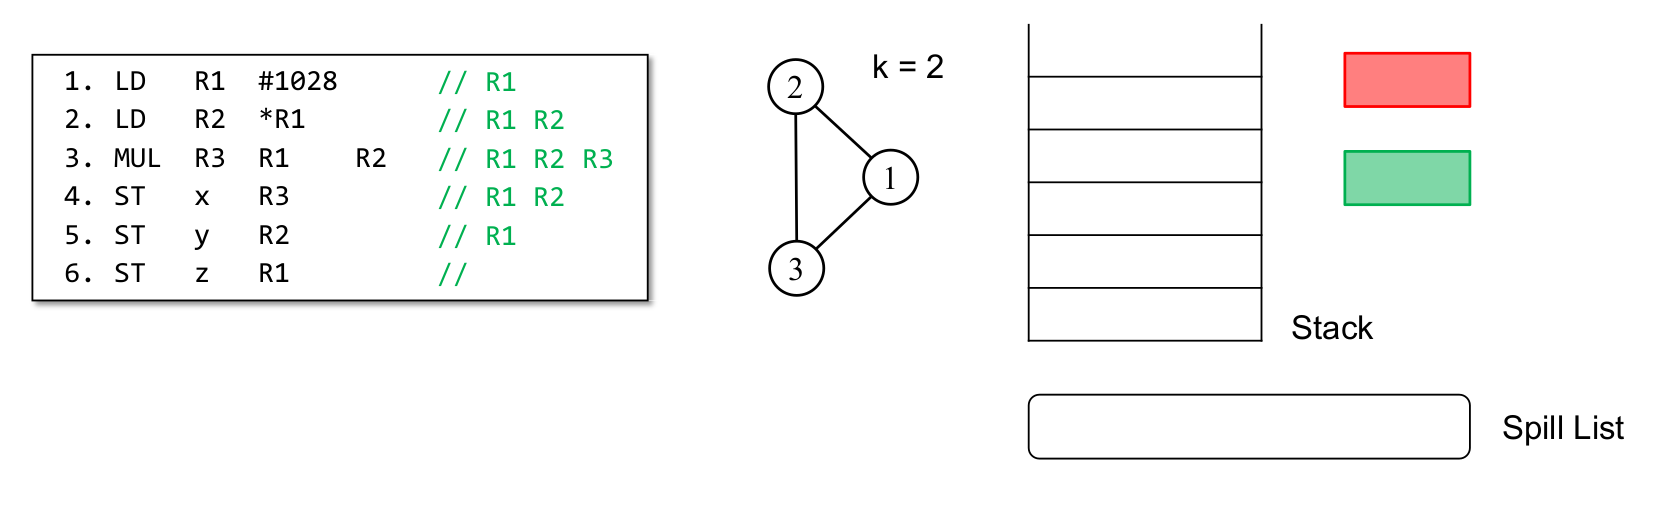 1. LD R1 #1028 // R1
2. LD R2 *R1 // R1 R2
3. MUL R3 R1 R2 // R1 R2 R3
4. ST x R3 // R1 R2
5. ST y R2 // R1
6. ST z R1 //
k = 2
2
1
3
Stack
Spill List